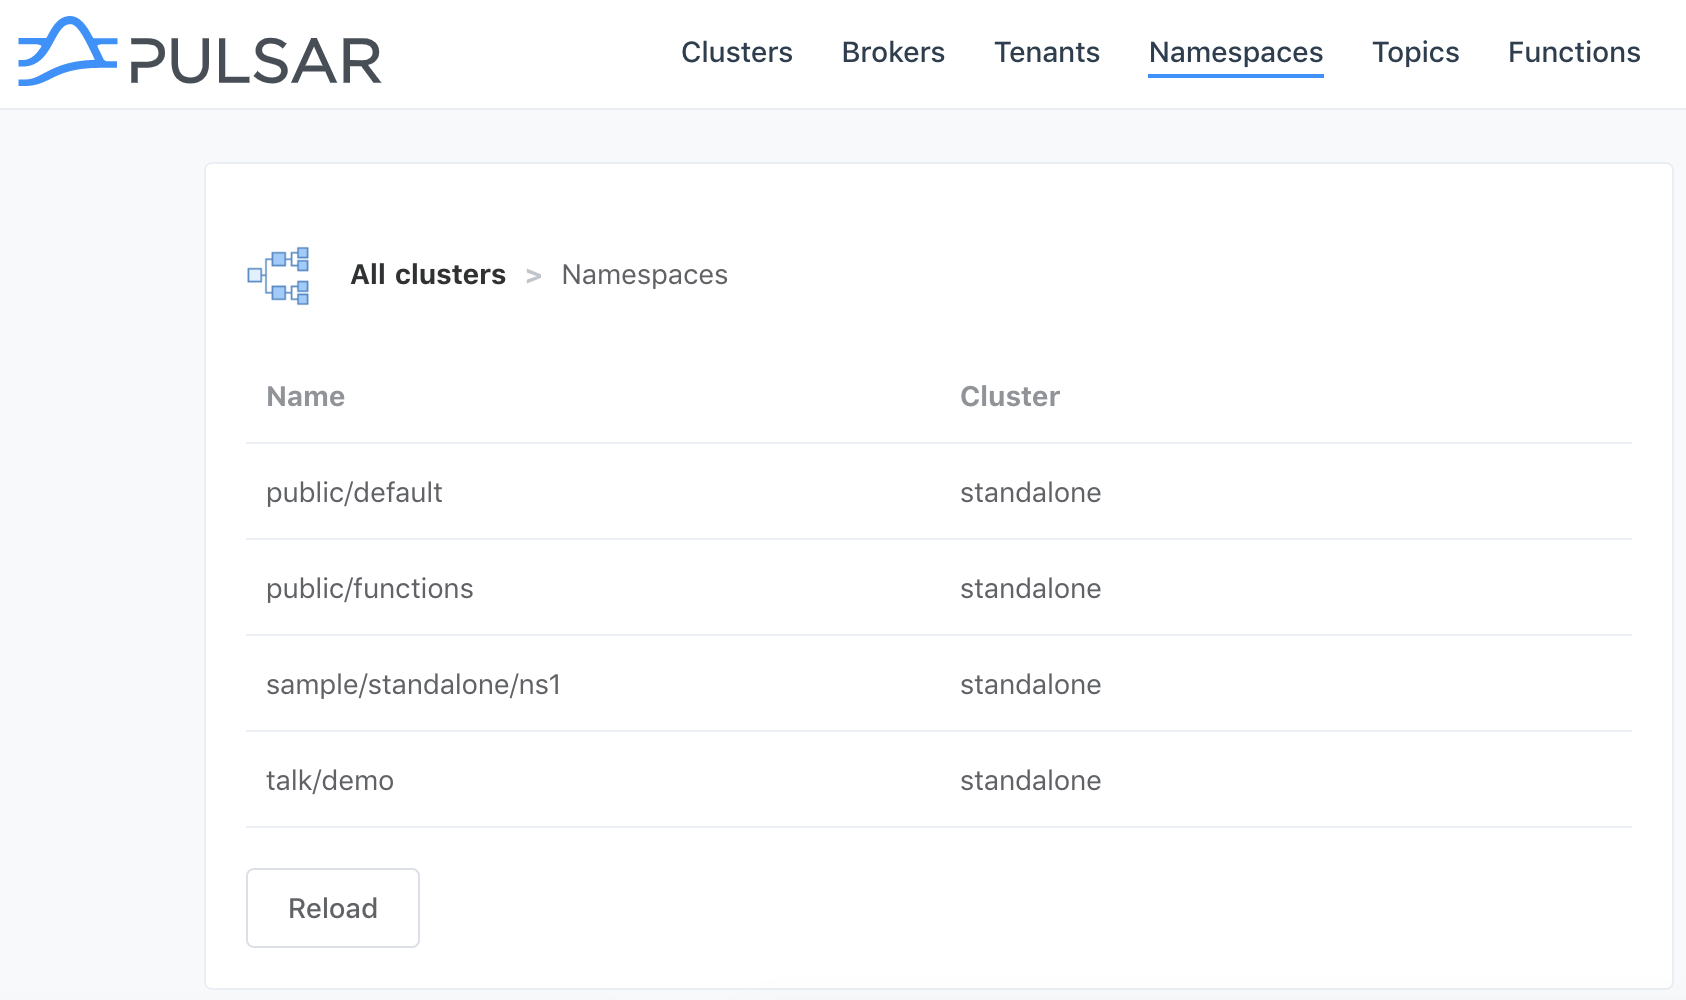 PULSAR Clusters Brokers Tenants Namespaces Topics Functions
All clusters > Namespaces
Name Cluster
public/default standalone
public/functions standalone
sample/standalone/ns1 standalone
talk/demo standalone
Reload